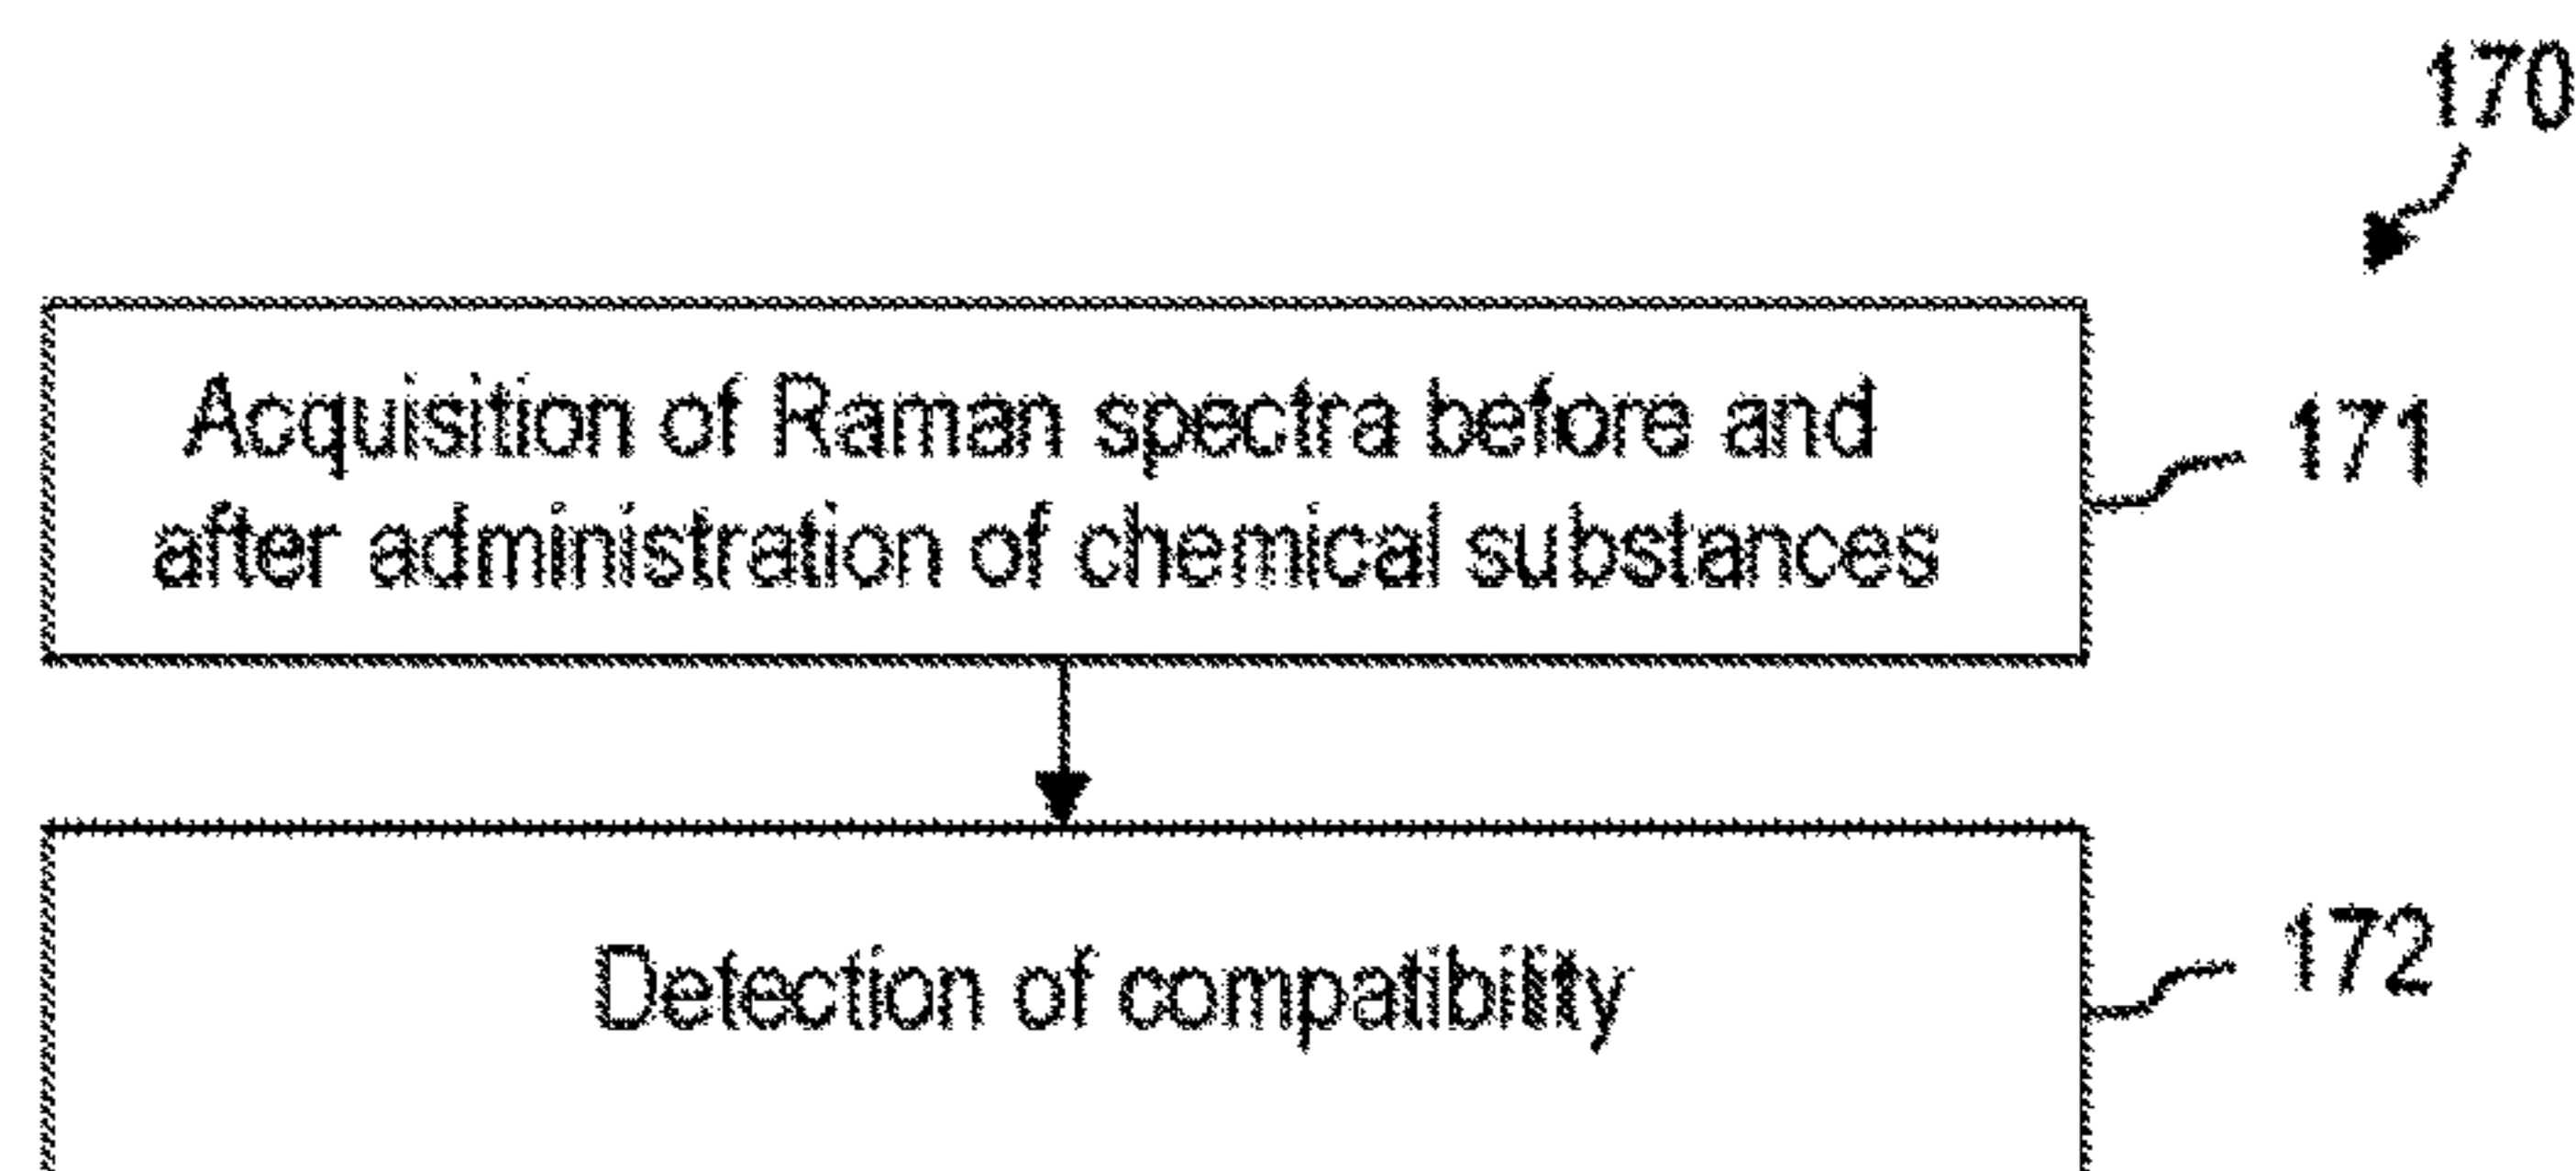 170
Acquisition of Raman spectra before and
after administration of chemical substances
171
Detection of compatibility
172